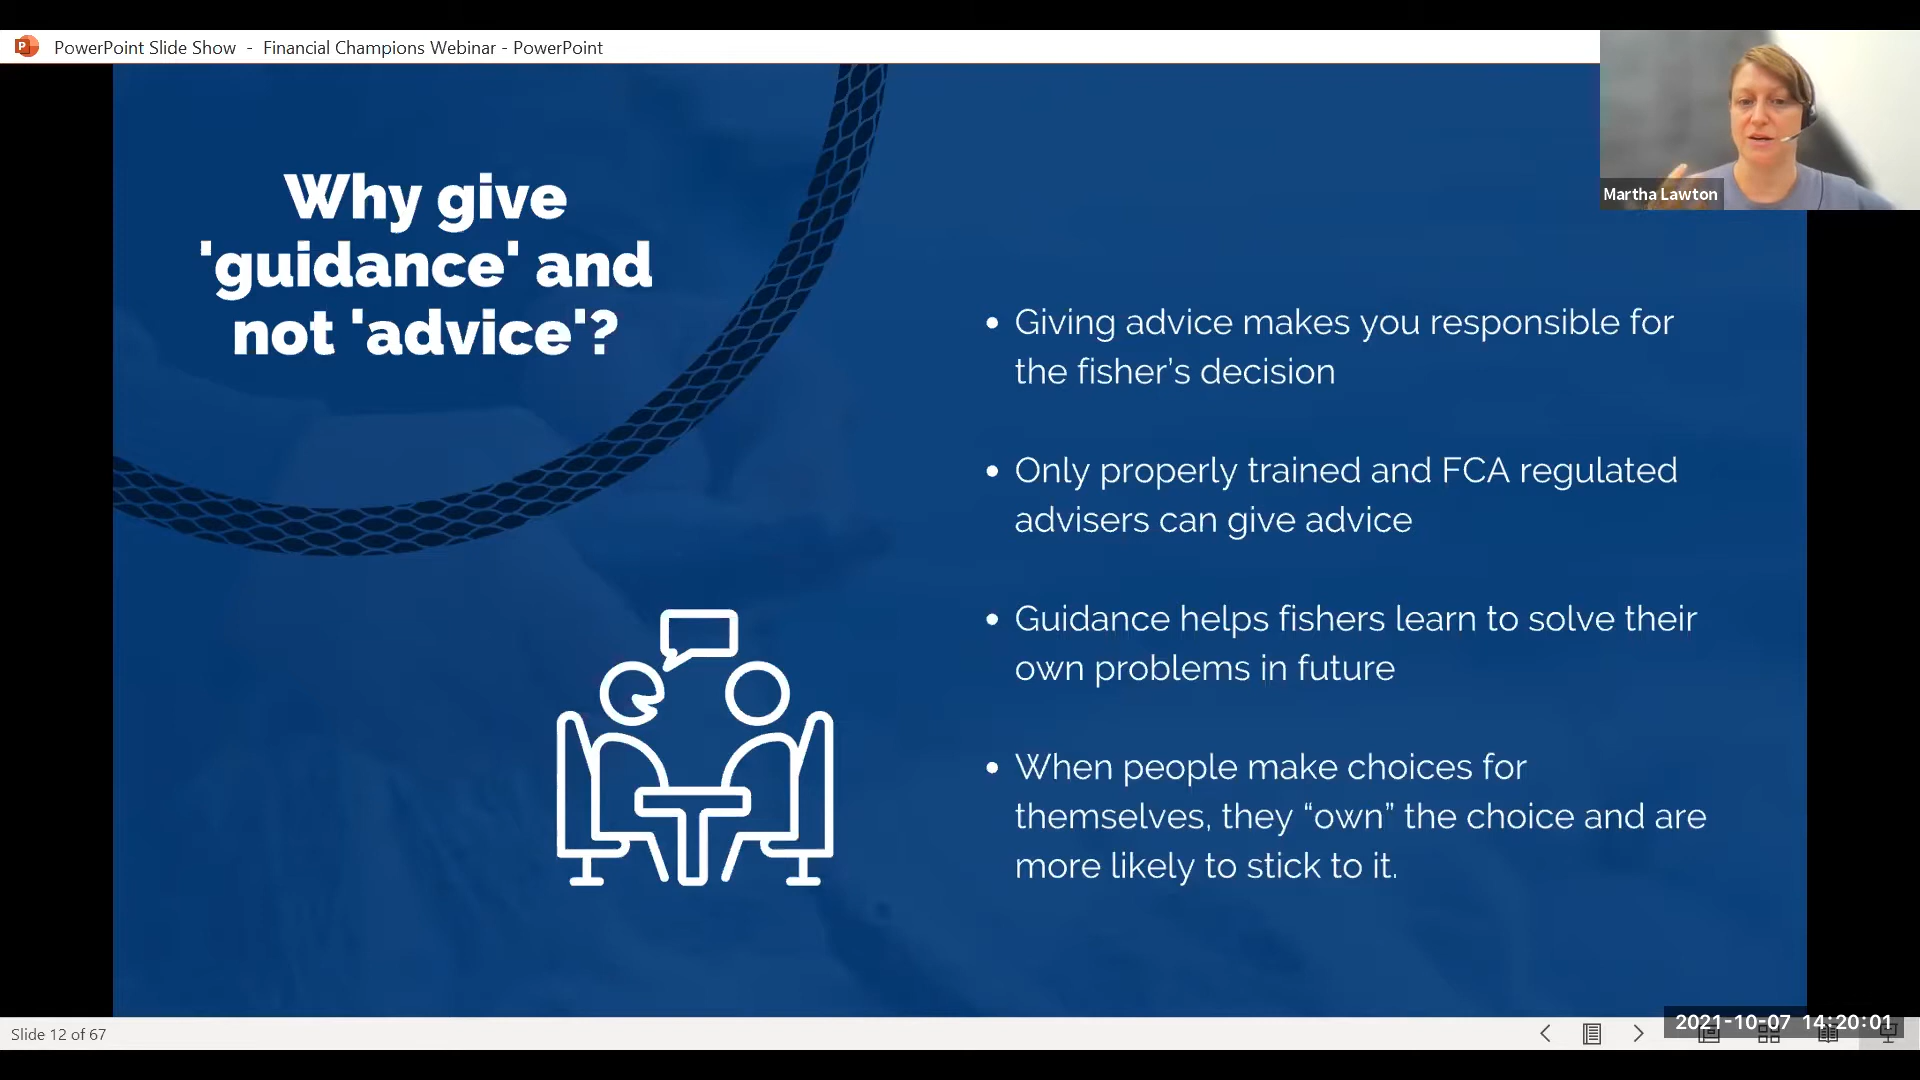 PowerPoint Slide Show - Financial Champions Webinar - PowerPoint
Martha Lawton
Why give
'guidance' and
not 'advice'?
• Giving advice makes you responsible for
the fisher’s decision
• Only properly trained and FCA regulated
advisers can give advice
• Guidance helps fishers learn to solve their
own problems in future
• When people make choices for
themselves, they “own” the choice and are
more likely to stick to it.
Slide 12 of 67
2021-10-07 14:20:01